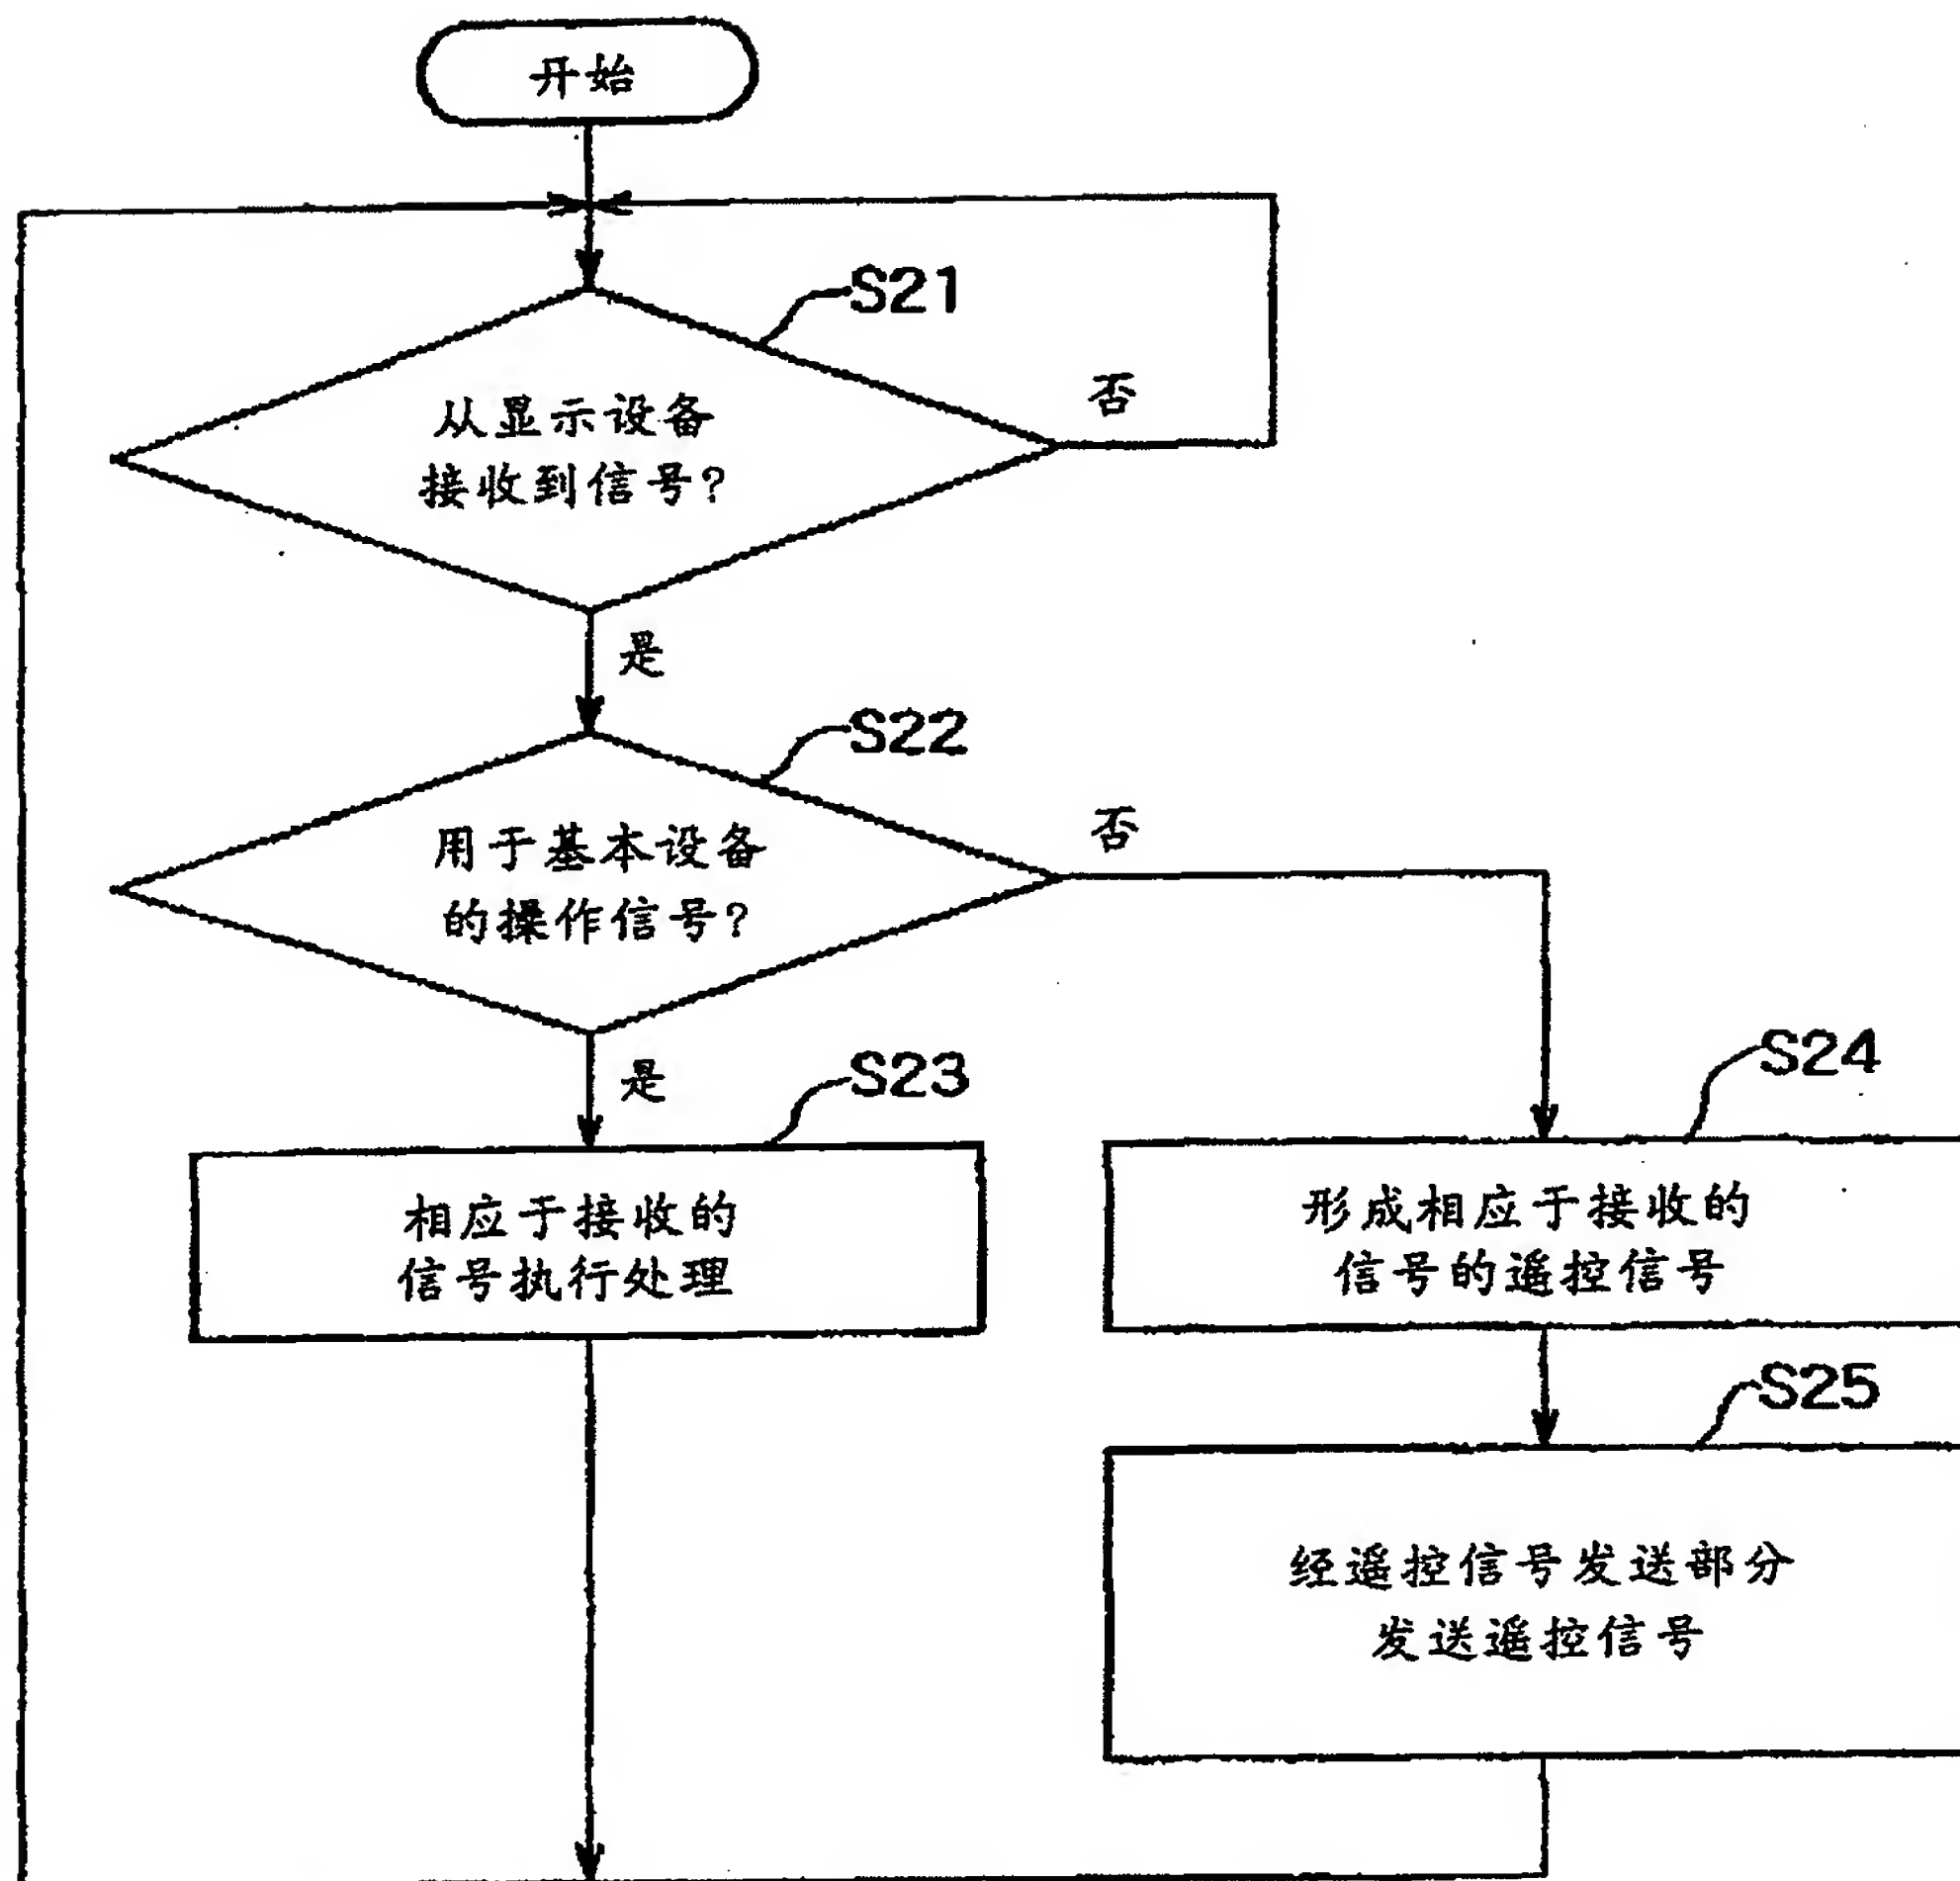 开始
S21
从显示设备
接收到信号?
否
是
S22
用于基本设备
的操作信号?
否
是
S23
相应于接收的
信号执行处理
S24
形成相应于接收的
信号的遥控信号
S25
经遥控信号发送部分
发送遥控信号